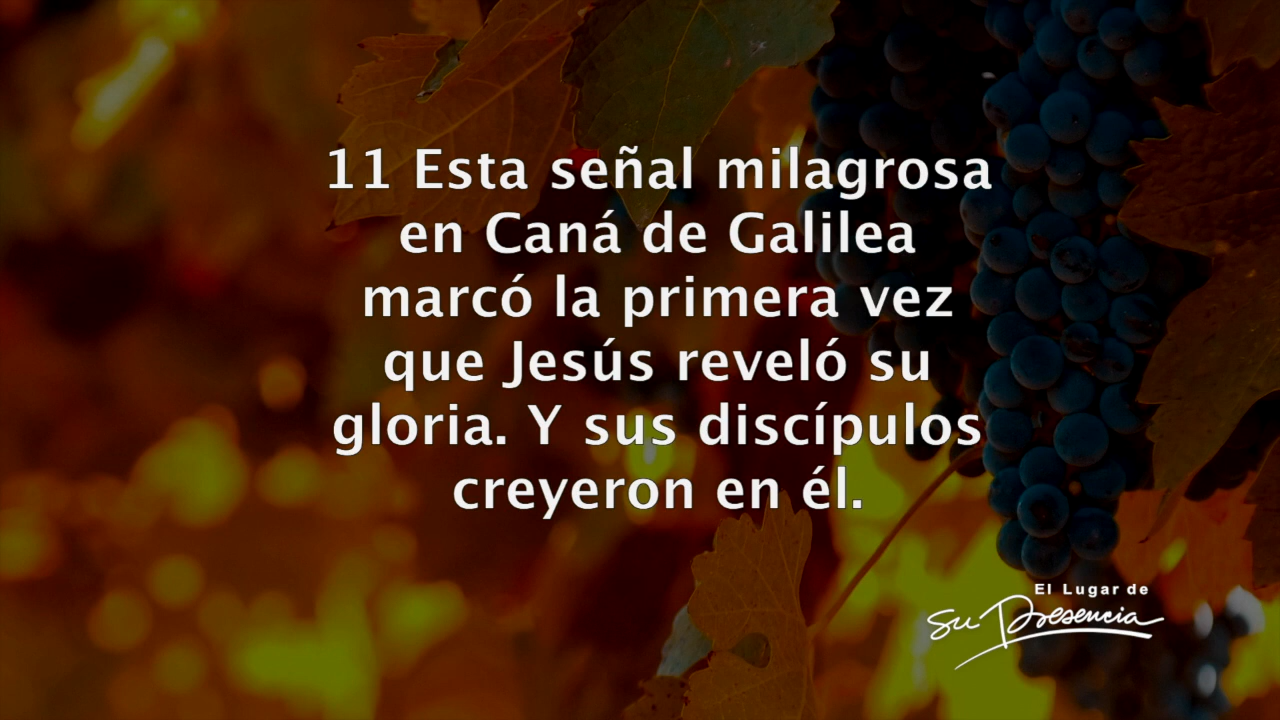 11 Esta señal milagrosa
en Caná de Galilea
marcó la primera vez
que Jesús reveló su
gloria. Y sus discípulos
creyeron en él.
El Lugar de
Su Presencia